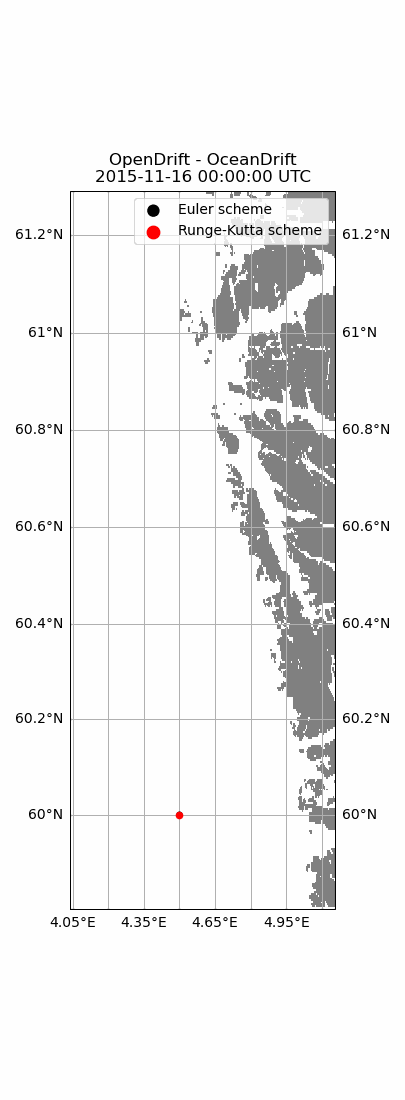 OpenDrift - OceanDrift
2015-11-16 00:00:00 UTC
Euler scheme
Runge-Kutta scheme
61.2°N 61.2°N
61°N 61°N
60.8°N 60.8°N
60.6°N 60.6°N
60.4°N 60.4°N
60.2°N 60.2°N
60°N 60°N
4.05°E 4.35°E 4.65°E 4.95°E